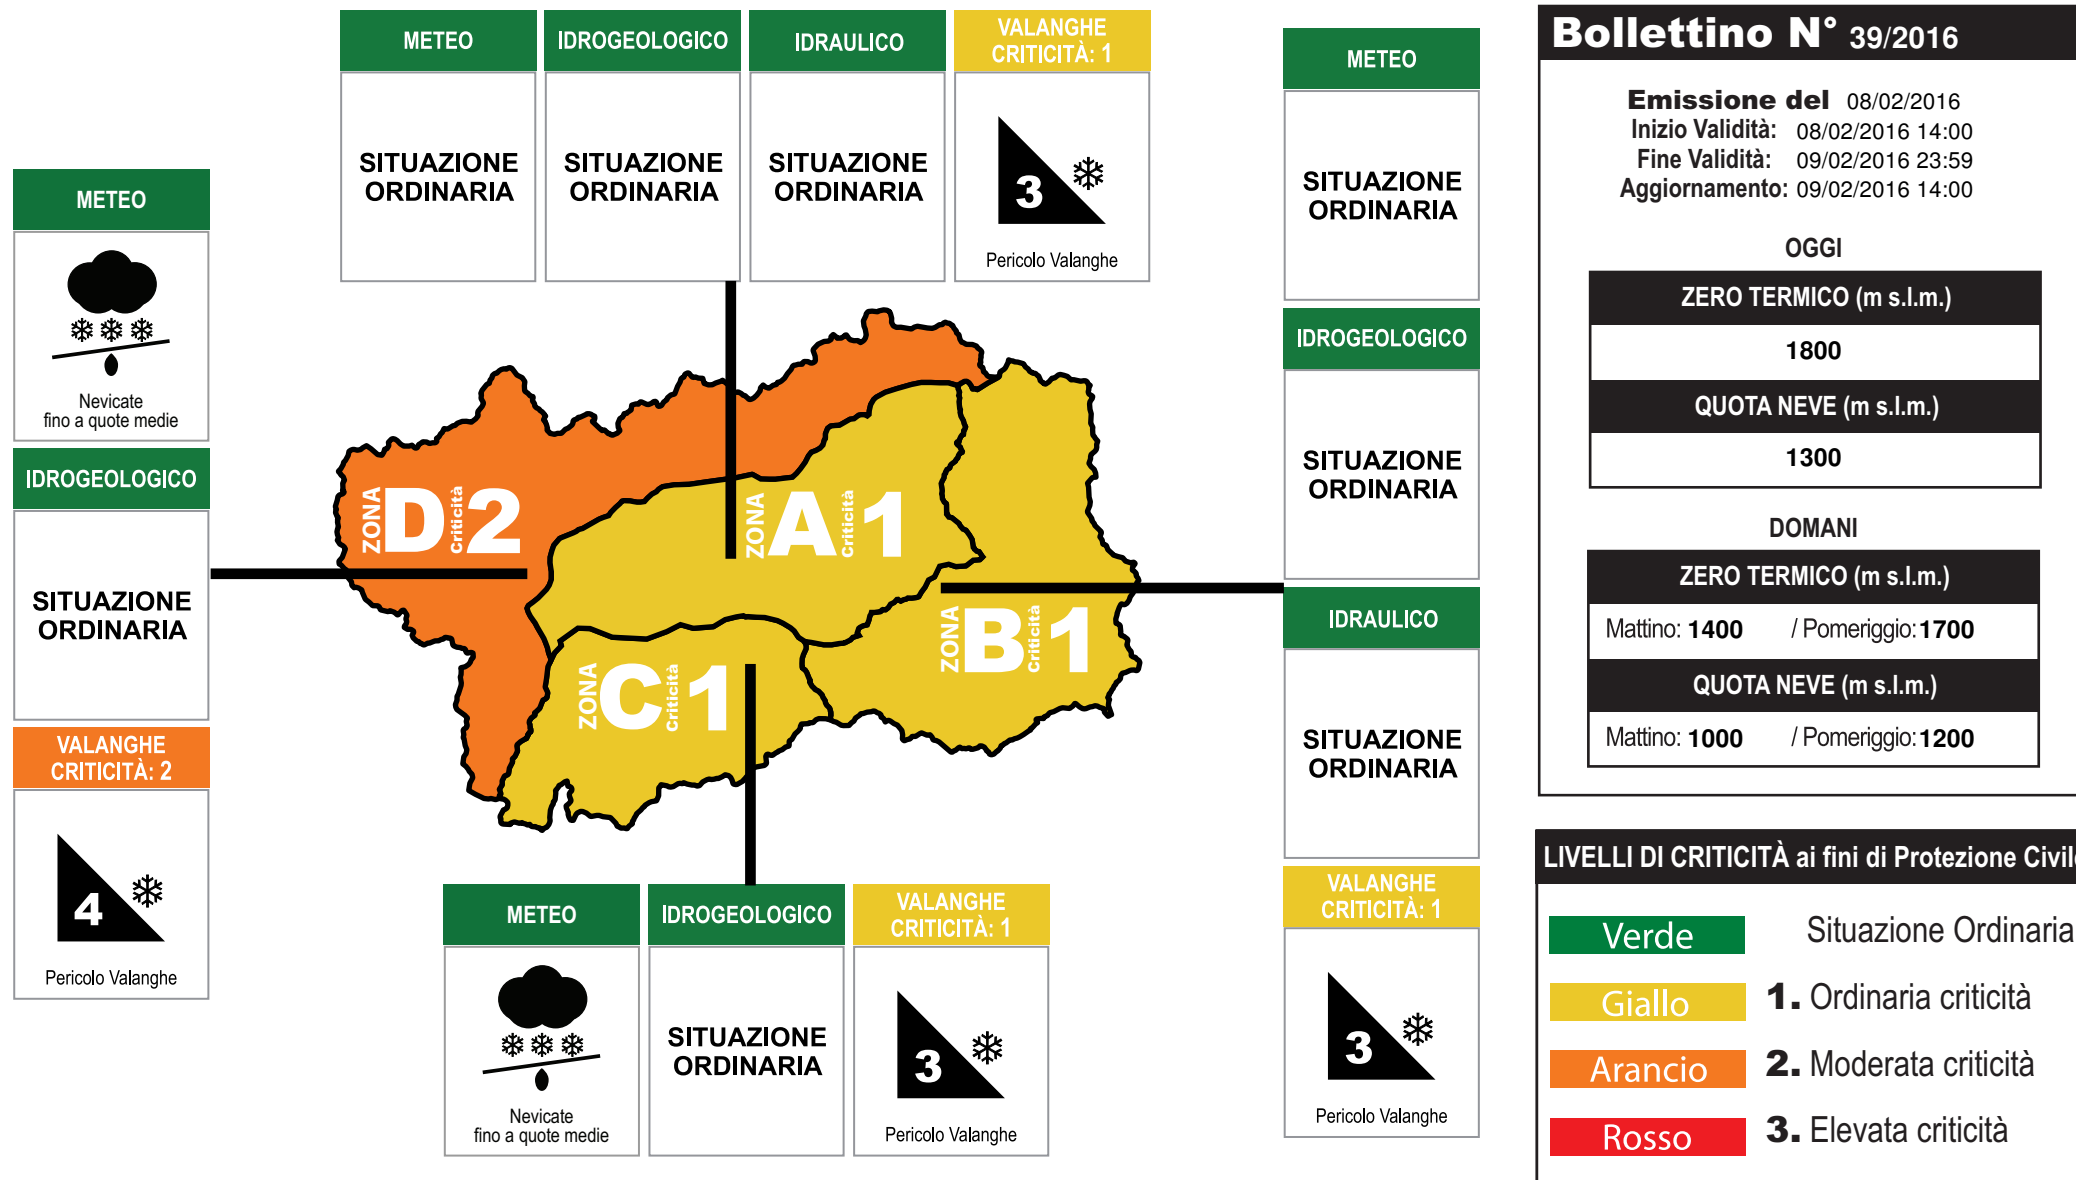 METEO
IDROGEOLOGICO
IDRAULICO
VALANGHE
CRITICITÀ: 1
SITUAZIONE
ORDINARIA
SITUAZIONE
ORDINARIA
SITUAZIONE
ORDINARIA
3
Pericolo Valanghe
METEO
Nevicate
fino a quote medie
IDROGEOLOGICO
SITUAZIONE
ORDINARIA
VALANGHE
CRITICITÀ: 2
4
Pericolo Valanghe
ZONA D Criticità 2
ZONA A Criticità 1
ZONA B Criticità 1
ZONA C Criticità 1
METEO
IDROGEOLOGICO
VALANGHE
CRITICITÀ: 1
Nevicate
fino a quote medie
SITUAZIONE
ORDINARIA
3
Pericolo Valanghe
METEO
SITUAZIONE
ORDINARIA
IDROGEOLOGICO
SITUAZIONE
ORDINARIA
IDRAULICO
SITUAZIONE
ORDINARIA
VALANGHE
CRITICITÀ: 1
3
Pericolo Valanghe
Bollettino N° 39/2016
Emissione del 08/02/2016
Inizio Validità: 08/02/2016 14:00
Fine Validità: 09/02/2016 23:59
Aggiornamento: 09/02/2016 14:00
OGGI
ZERO TERMICO (m s.l.m.)
1800
QUOTA NEVE (m s.l.m.)
1300
DOMANI
ZERO TERMICO (m s.l.m.)
Mattino: 1400 / Pomeriggio: 1700
QUOTA NEVE (m s.l.m.)
Mattino: 1000 / Pomeriggio: 1200
LIVELLI DI CRITICITÀ ai fini di Protezione Civile
Verde Situazione Ordinaria
Giallo 1. Ordinaria criticità
Arancio 2. Moderata criticità
Rosso 3. Elevata criticità